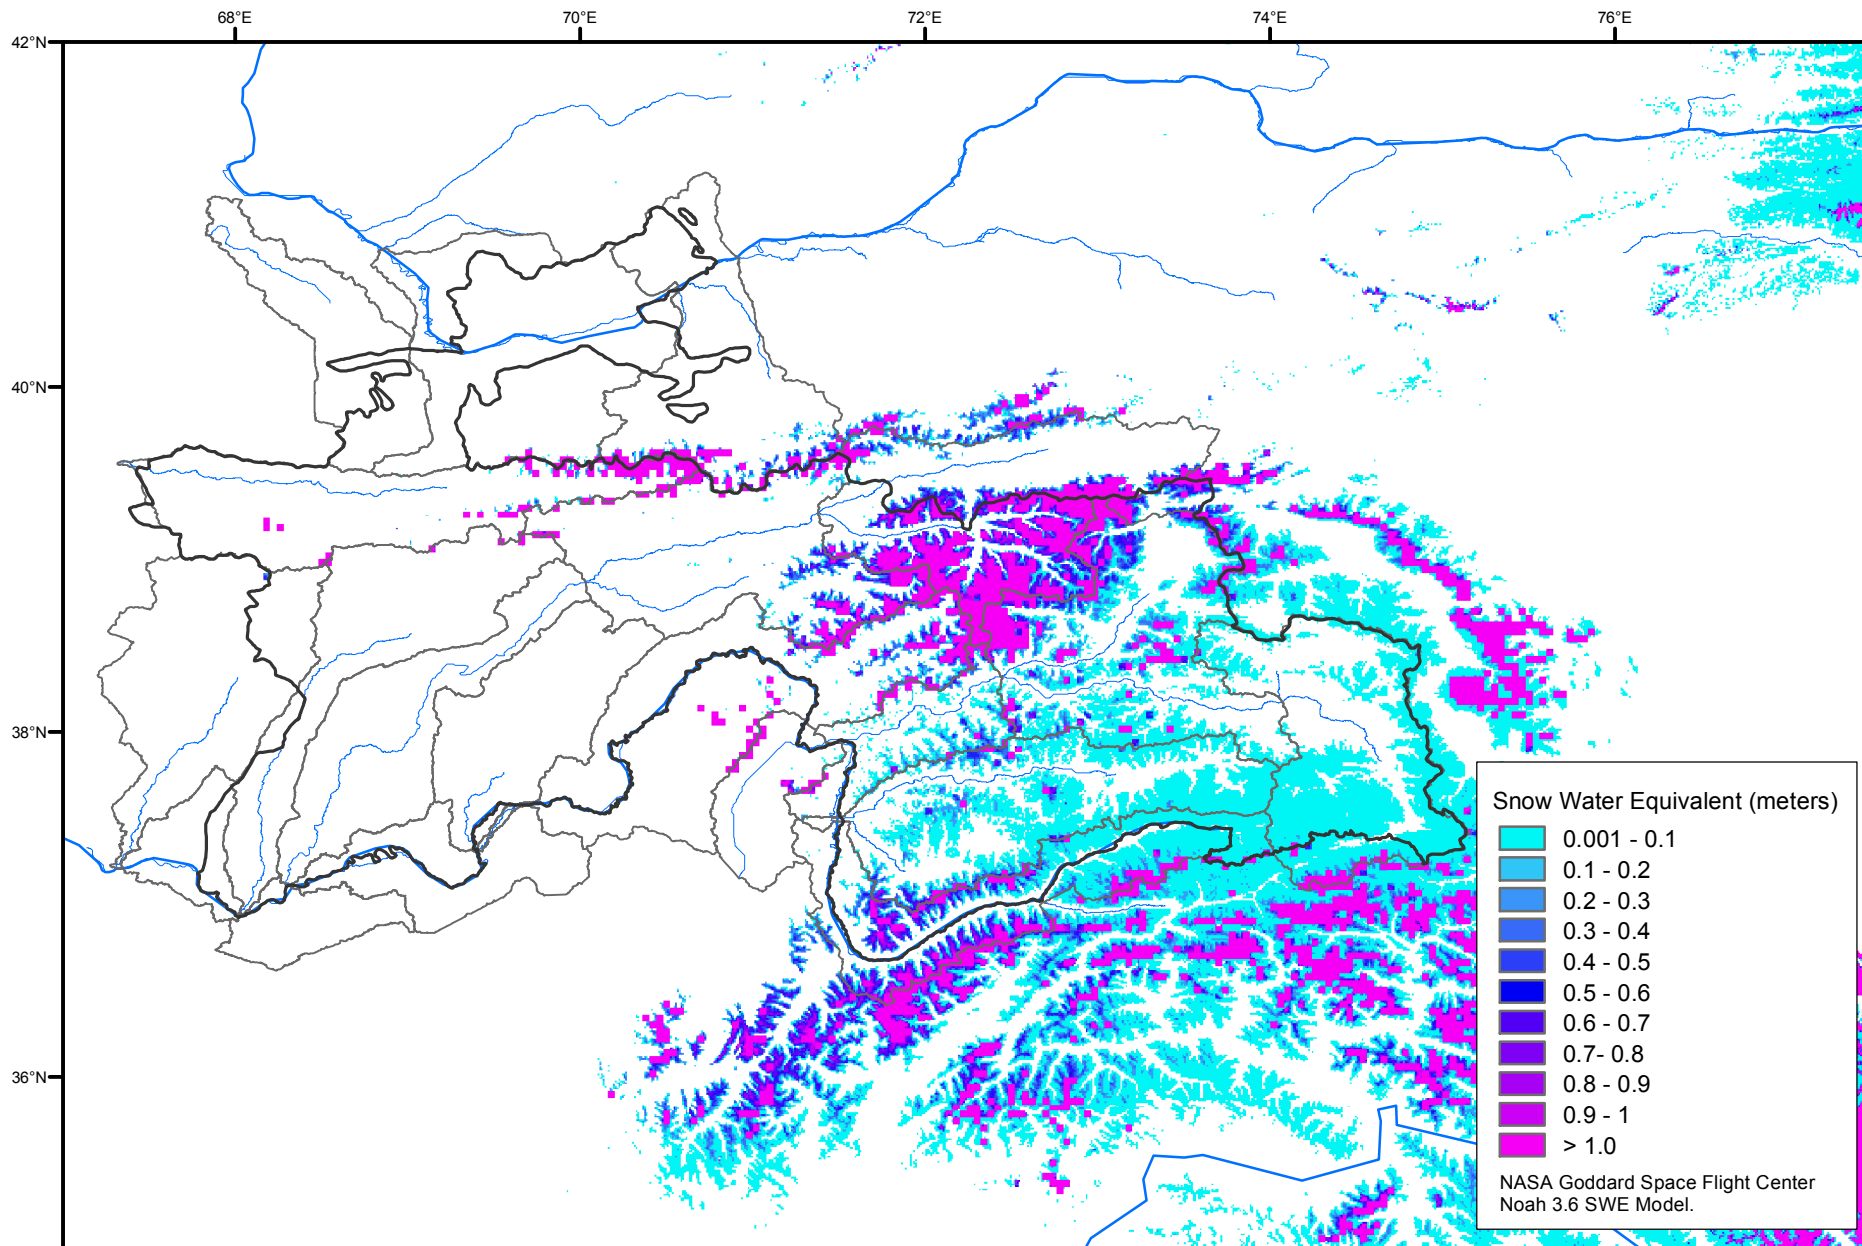 68°E 70°E 72°E 74°E 76°E
42°N
40°N
38°N
36°N
Snow Water Equivalent (meters)
0.001 - 0.1
0.1 - 0.2
0.2 - 0.3
0.3 - 0.4
0.4 - 0.5
0.5 - 0.6
0.6 - 0.7
0.7- 0.8
0.8 - 0.9
0.9 - 1
> 1.0
NASA Goddard Space Flight Center
Noah 3.6 SWE Model.